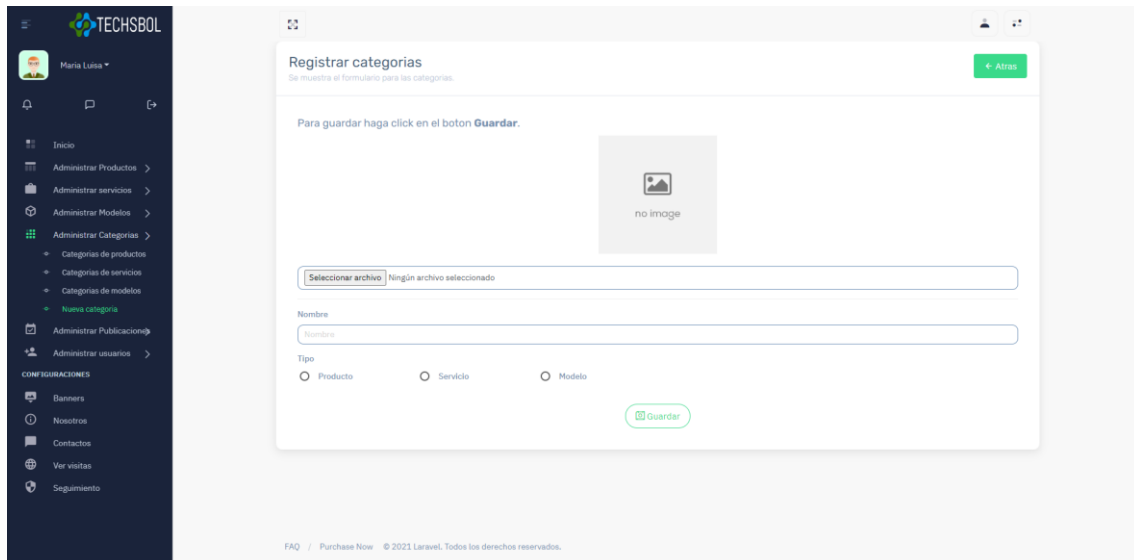 TECHSBOL
Maria Luisa
Inicio
Administrar Productos
Administrar servicios
Administrar Modelos
Administrar Categorias
Categorias de productos
Categorias de servicios
Categorias de modelos
Nueva categoria
Administrar Publicaciones
Administrar usuarios
CONFIGURACIONES
Banners
Nosotros
Contactos
Ver visitas
Seguimiento
Registrar categorias
Se muestra el formulario para las categorias.
← Atras
Para guardar haga click en el boton Guardar.
no image
Seleccionar archivo Ningún archivo seleccionado
Nombre
Nombre
Tipo
Producto Servicio Modelo
Guardar
FAQ / Purchase Now © 2021 Laravel. Todos los derechos reservados.